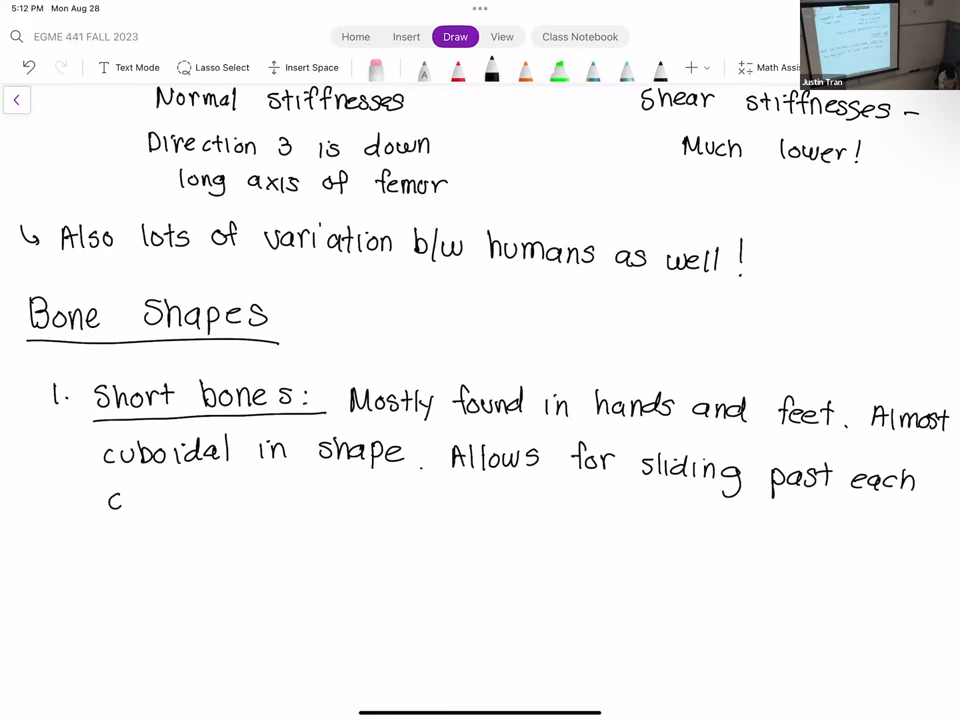 5:12 PM Mon Aug 28
EGME 441 FALL 2023
Home Insert Draw View Class Notebook
Text Mode Lasso Select Insert Space Math Assis
Justin Tran
Normal stiffnesses
Direction 3 is down
long axis of femur
Shear stiffnesses -
Much lower!
↳ Also lots of variation b/w humans as well!
Bone Shapes
1. Short bones: Mostly found in hands and feet. Almost
cuboidal in shape. Allows for sliding past each